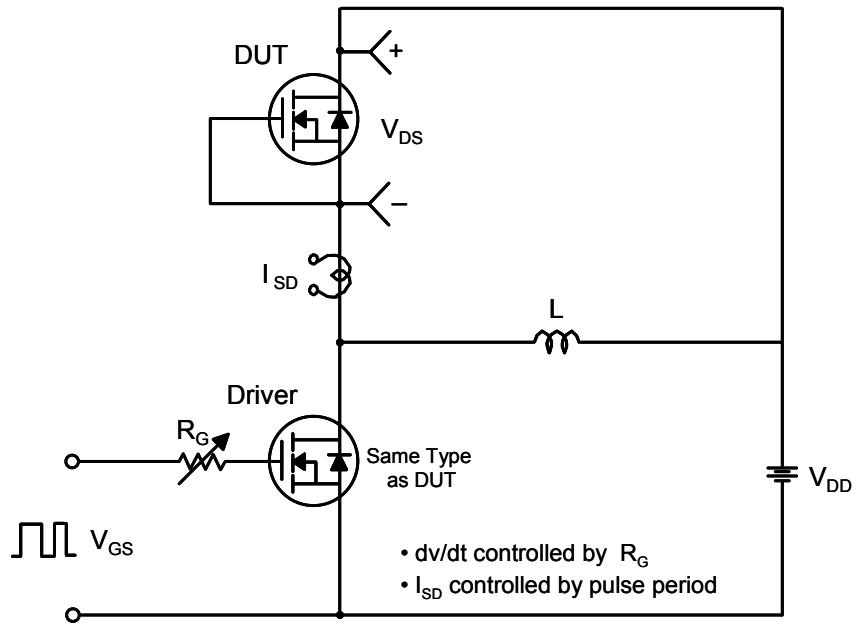 DUT
+
V_DS
–
I_SD
L
Driver
R_G
Same Type
as DUT
V_DD
V_GS
• dv/dt controlled by R_G
• I_SD controlled by pulse period